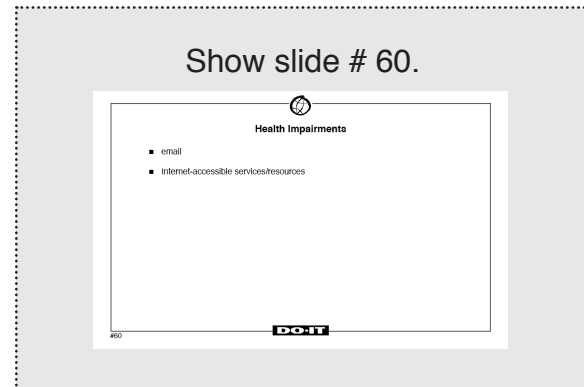 Show slide # 60.
Health Impairments
■ email
■ Internet-accessible services/resources
DO-IT
#60